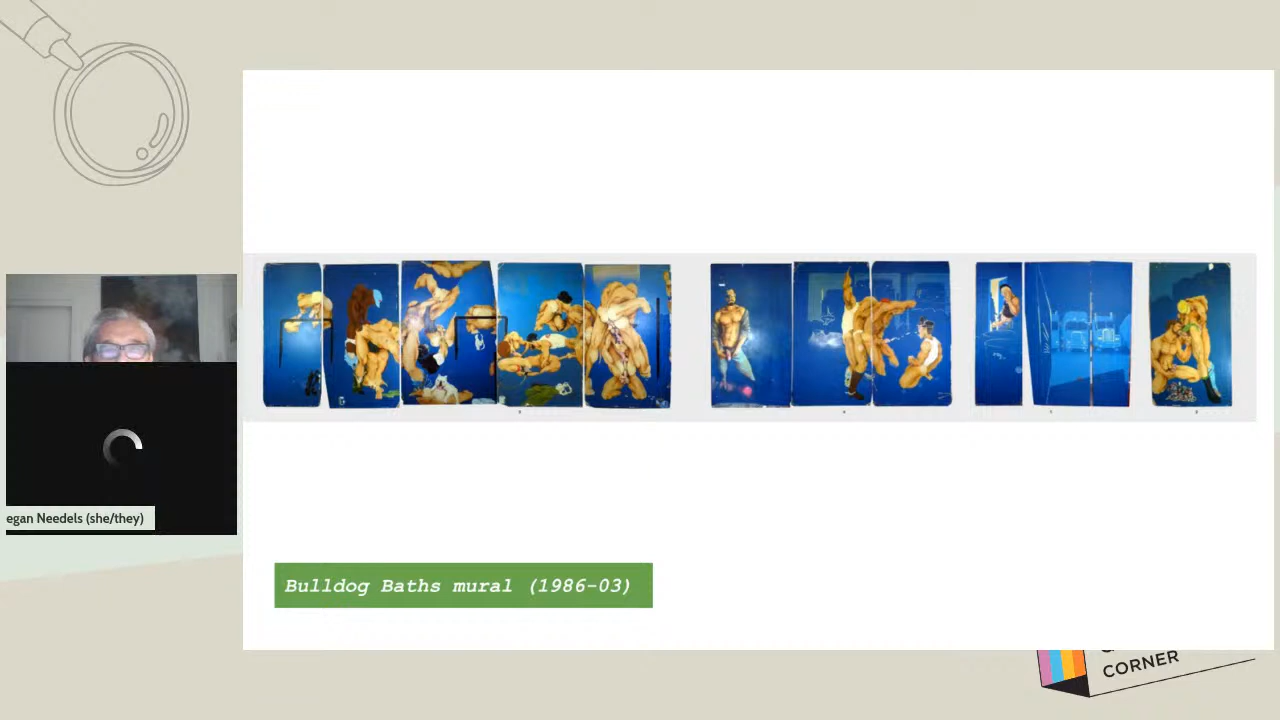 egan Needels (she/they)
Bulldog Baths mural (1986-03)
CORNER